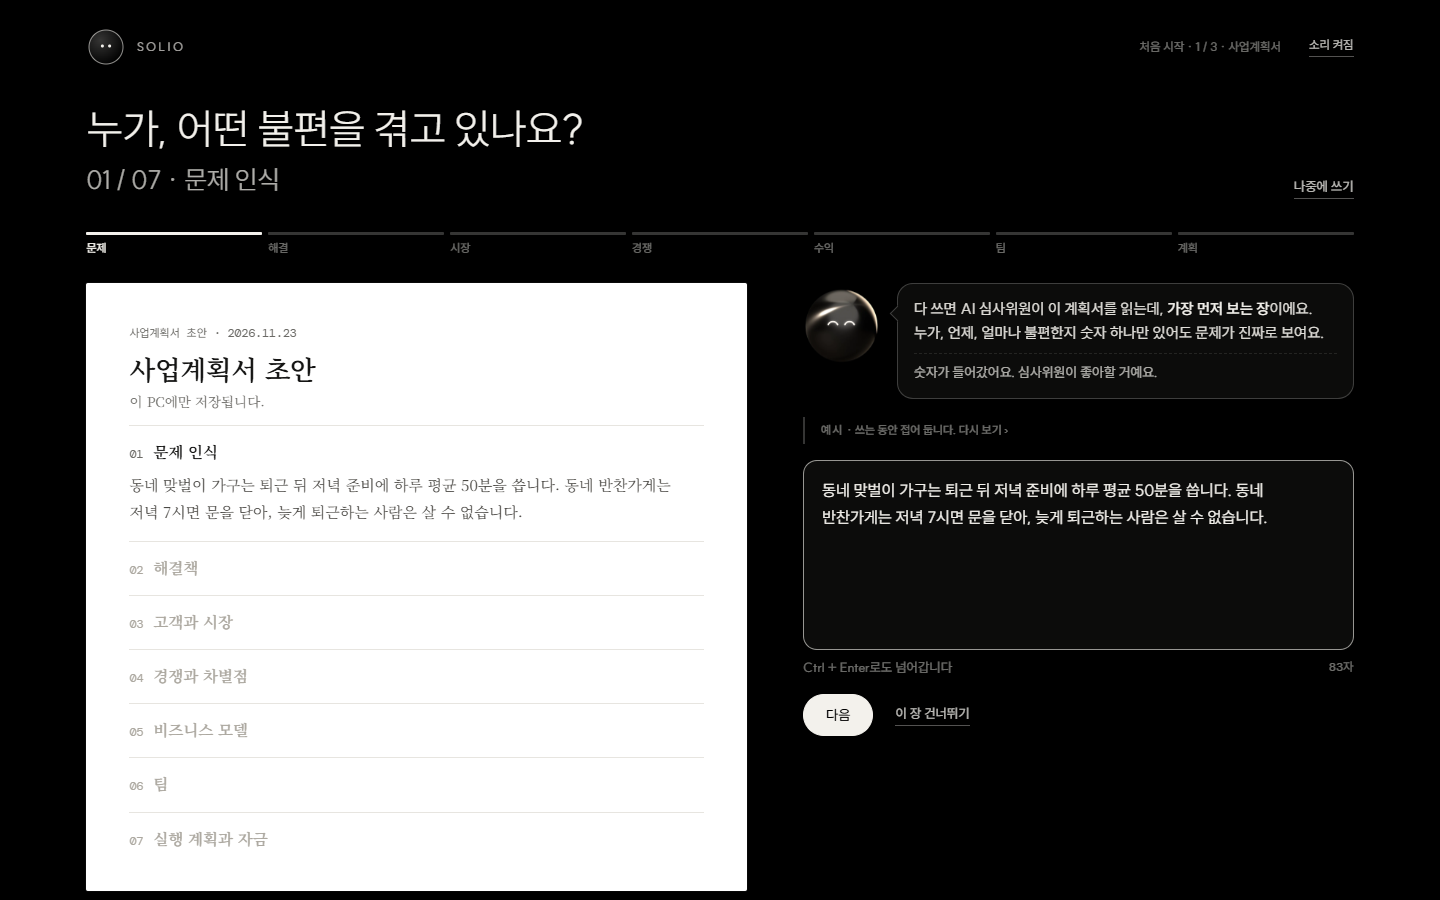 SOLIO
처음 시작 · 1 / 3 · 사업계획서
소리 켜짐
누가, 어떤 불편을 겪고 있나요?
01 / 07 · 문제 인식
나중에 쓰기
문제
해결
시장
경쟁
수익
팀
계획
사업계획서 초안 · 2026.11.23
사업계획서 초안
이 PC에만 저장됩니다.
01 문제 인식
동네 맞벌이 가구는 퇴근 뒤 저녁 준비에 하루 평균 50분을 씁니다. 동네 반찬가게는
저녁 7시면 문을 닫아, 늦게 퇴근하는 사람은 살 수 없습니다.
02 해결책
03 고객과 시장
04 경쟁과 차별점
05 비즈니스 모델
06 팀
07 실행 계획과 자금
다 쓰면 AI 심사위원이 이 계획서를 읽는데, 가장 먼저 보는 장이에요.
누가, 언제, 얼마나 불편한지 숫자 하나만 있어도 문제가 진짜로 보여요.
숫자가 들어갔어요. 심사위원이 좋아할 거예요.
예시 · 쓰는 동안 접어 둡니다. 다시 보기 ›
동네 맞벌이 가구는 퇴근 뒤 저녁 준비에 하루 평균 50분을 씁니다. 동네
반찬가게는 저녁 7시면 문을 닫아, 늦게 퇴근하는 사람은 살 수 없습니다.
Ctrl + Enter로도 넘어갑니다
83자
다음
이 장 건너뛰기